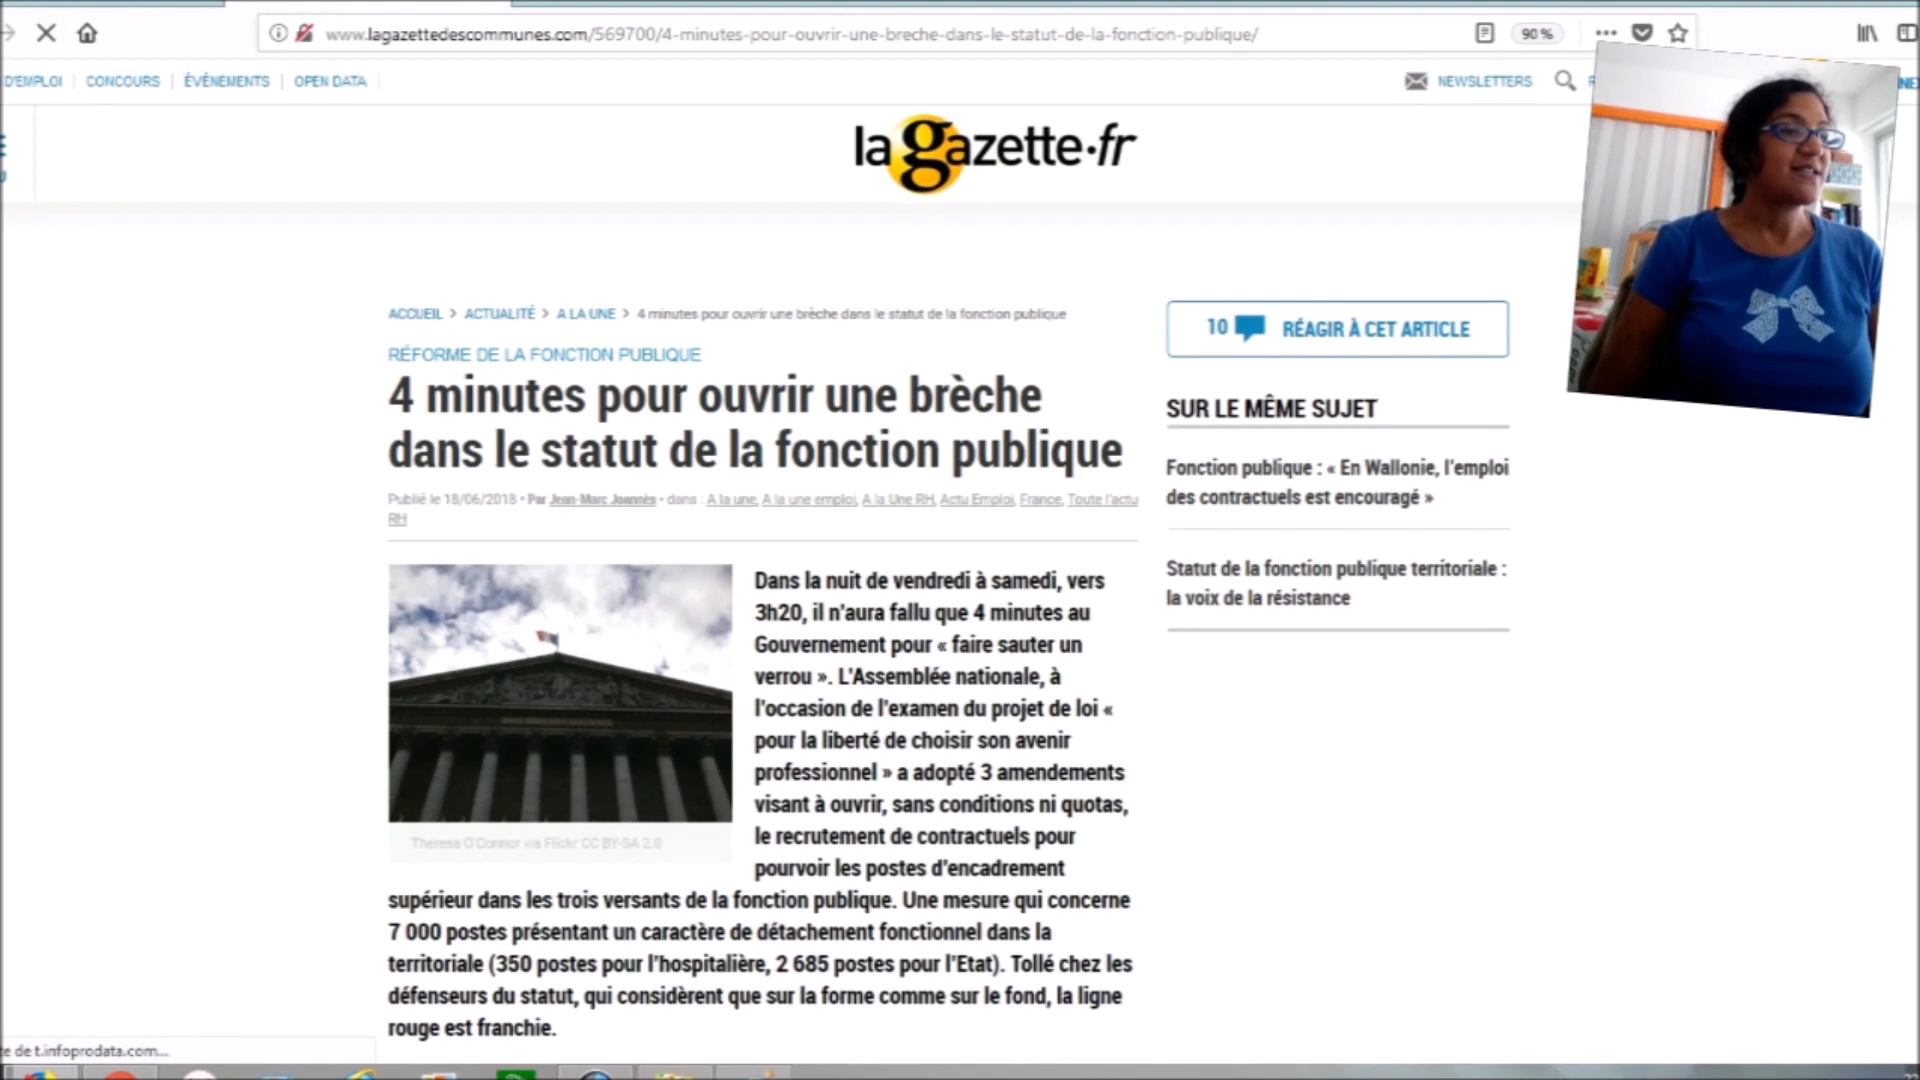 www.lagazettedescommunes.com/569700/4-minutes-pour-ouvrir-une-breche-dans-le-statut-de-la-fonction-publique/
90 %
D'EMPLOI | CONCOURS | ÉVÉNEMENTS | OPEN DATA
NEWSLETTERS
la gazette.fr
ACCUEIL > ACTUALITÉ > A LA UNE > 4 minutes pour ouvrir une brèche dans le statut de la fonction publique
RÉFORME DE LA FONCTION PUBLIQUE
4 minutes pour ouvrir une brèche
dans le statut de la fonction publique
Publié le 18/06/2018 • Par Jean-Marc Joannès • dans : A la une, A la une emploi, A la Une RH, Actu Emploi, France, Toute l'actu
RH
Dans la nuit de vendredi à samedi, vers
3h20, il n'aura fallu que 4 minutes au
Gouvernement pour « faire sauter un
verrou ». L'Assemblée nationale, à
l'occasion de l'examen du projet de loi «
pour la liberté de choisir son avenir
professionnel » a adopté 3 amendements
visant à ouvrir, sans conditions ni quotas,
le recrutement de contractuels pour
pourvoir les postes d'encadrement
supérieur dans les trois versants de la fonction publique. Une mesure qui concerne
7 000 postes présentant un caractère de détachement fonctionnel dans la
territoriale (350 postes pour l'hospitalière, 2 685 postes pour l'Etat). Tollé chez les
défenseurs du statut, qui considèrent que sur la forme comme sur le fond, la ligne
rouge est franchie.
Theresa O'Connor via Flickr CC BY-SA 2.0
10 RÉAGIR À CET ARTICLE
SUR LE MÊME SUJET
Fonction publique : « En Wallonie, l'emploi
des contractuels est encouragé »
Statut de la fonction publique territoriale :
la voix de la résistance
de t.infoprodata.com...